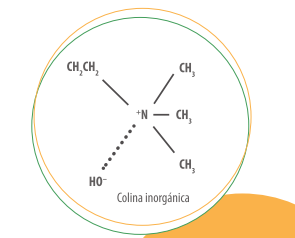 CH₂CH₂
CH₃
⁺N
CH₃
CH₃
HO⁻
Colina inorgánica